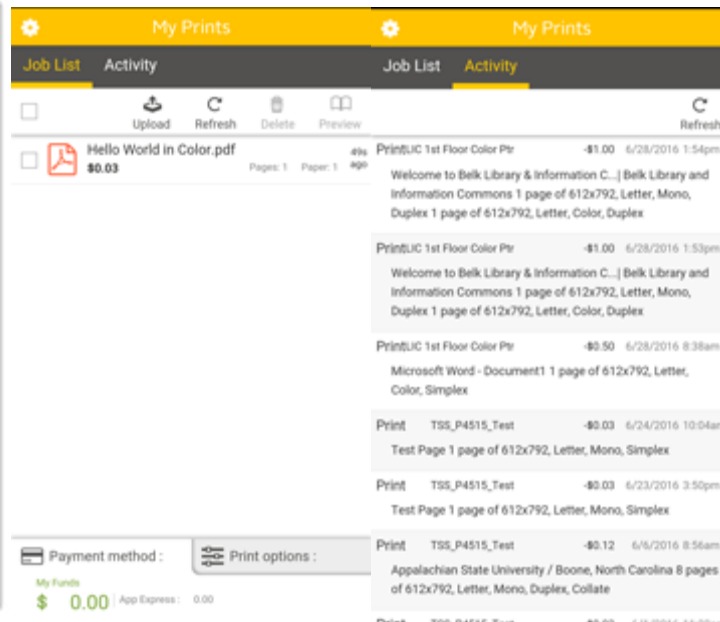 My Prints
Job List Activity
Upload Refresh Delete Preview
Hello World in Color.pdf
$0.03 Pages: 1 Paper: 1 49s ago
Payment method :
Print options :
My Funds
$ 0.00 App Express : 0.00
My Prints
Job List Activity
Refresh
Print LIC 1st Floor Color Ptr -$1.00 6/28/2016 1:54pm
Welcome to Belk Library & Information C...| Belk Library and
Information Commons 1 page of 612x792, Letter, Mono,
Duplex 1 page of 612x792, Letter, Color, Duplex
Print LIC 1st Floor Color Ptr -$1.00 6/28/2016 1:53pm
Welcome to Belk Library & Information C...| Belk Library and
Information Commons 1 page of 612x792, Letter, Mono,
Duplex 1 page of 612x792, Letter, Color, Duplex
Print LIC 1st Floor Color Ptr -$0.50 6/28/2016 8:38am
Microsoft Word - Document1 1 page of 612x792, Letter,
Color, Simplex
Print TSS_P4515_Test -$0.03 6/24/2016 10:04am
Test Page 1 page of 612x792, Letter, Mono, Simplex
Print TSS_P4515_Test -$0.03 6/23/2016 3:50pm
Test Page 1 page of 612x792, Letter, Mono, Simplex
Print TSS_P4515_Test -$0.12 6/6/2016 8:56am
Appalachian State University / Boone, North Carolina 8 pages
of 612x792, Letter, Mono, Duplex, Collate